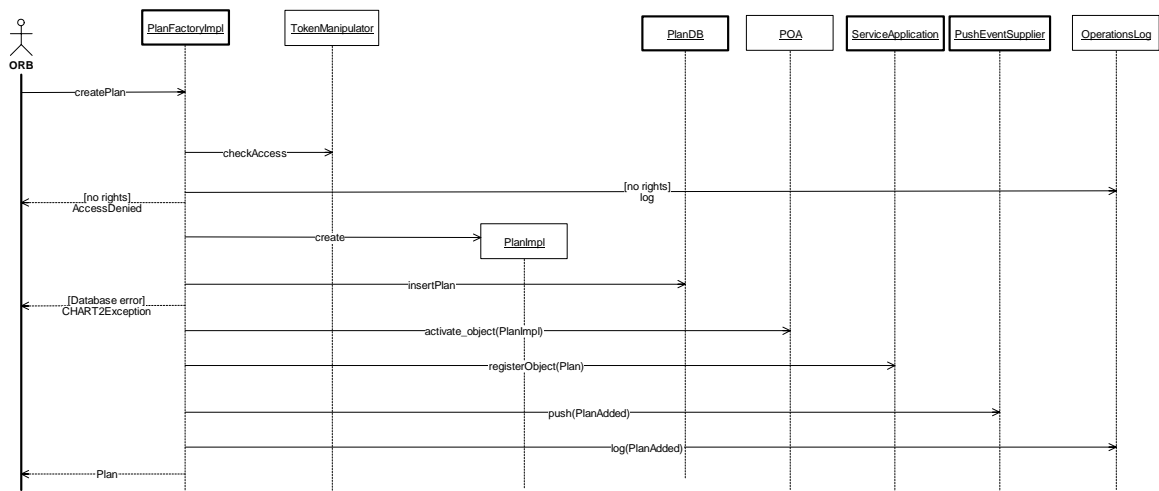 PlanFactoryImpl
TokenManipulator
PlanDB
POA
ServiceApplication
PushEventSupplier
OperationsLog
ORB
createPlan
checkAccess
[no rights]
log
[no rights]
AccessDenied
create
PlanImpl
insertPlan
[Database error]
CHART2Exception
activate_object(PlanImpl)
registerObject(Plan)
push(PlanAdded)
log(PlanAdded)
Plan